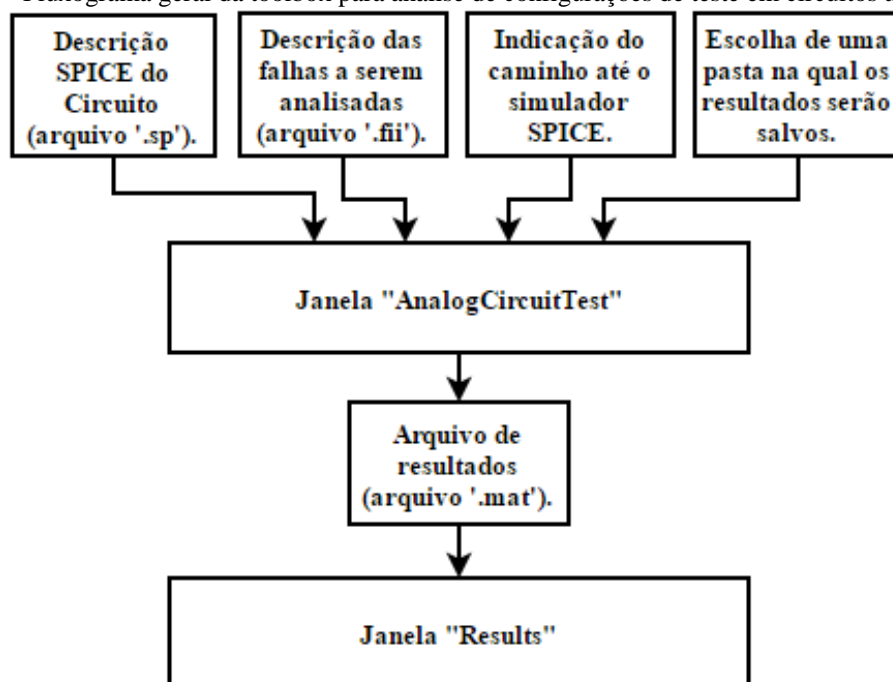 Fluxograma geral da toolbox para análise de configurações de teste em circuitos
Descrição
SPICE do
Circuito
(arquivo '.sp').
Descrição das
falhas a serem
analisadas
(arquivo '.fii').
Indicação do
caminho até o
simulador
SPICE.
Escolha de uma
pasta na qual os
resultados serão
salvos.
Janela "AnalogCircuitTest"
Arquivo de
resultados
(arquivo '.mat').
Janela "Results"